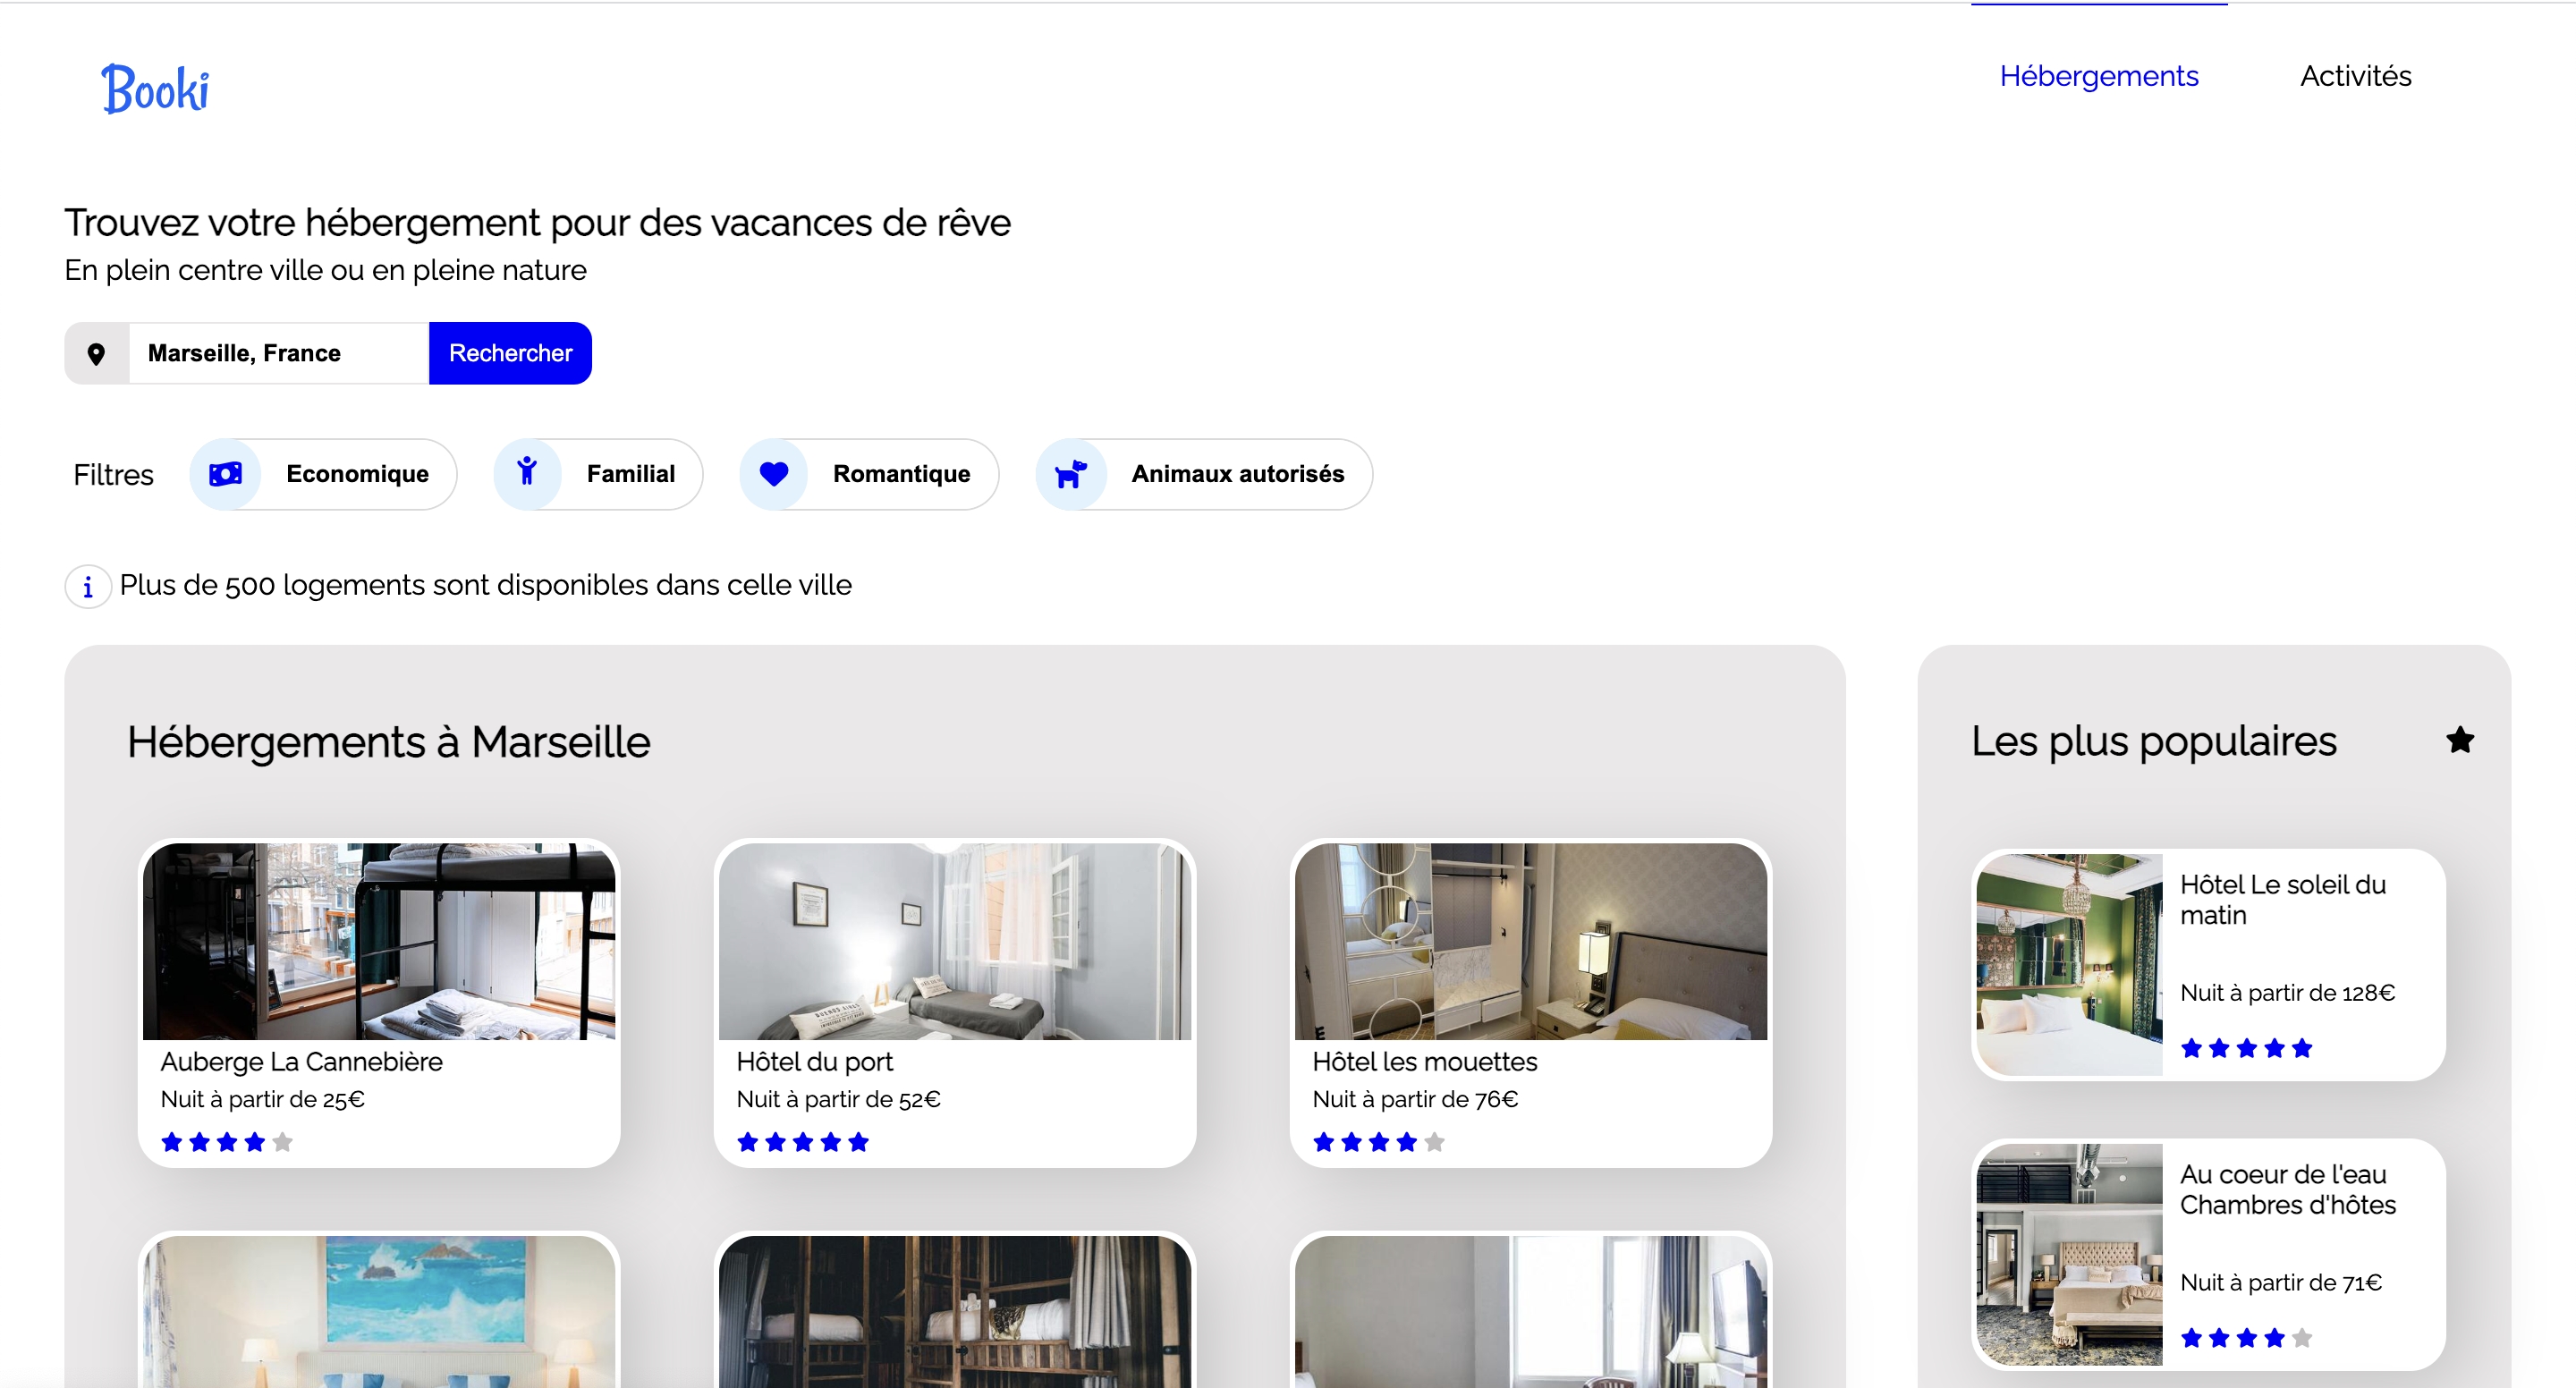 Booki
Hébergements
Activités
Trouvez votre hébergement pour des vacances de rêve
En plein centre ville ou en pleine nature
Marseille, France
Rechercher
Filtres
Economique
Familial
Romantique
Animaux autorisés
i Plus de 500 logements sont disponibles dans celle ville
Hébergements à Marseille
Auberge La Cannebière
Nuit à partir de 25€
Hôtel du port
Nuit à partir de 52€
Hôtel les mouettes
Nuit à partir de 76€
Les plus populaires
Hôtel Le soleil du
matin
Nuit à partir de 128€
Au coeur de l'eau
Chambres d'hôtes
Nuit à partir de 71€